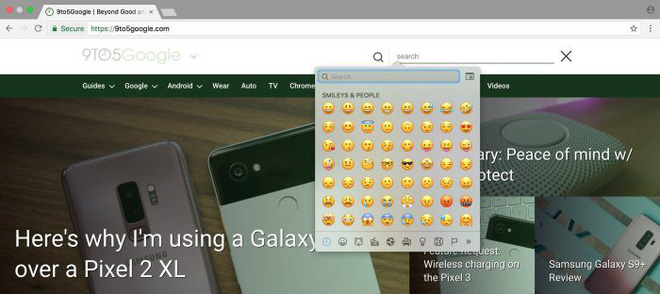 9to5Google | Beyond Good an
Secure
https://9to5google.com
9TO5Google
search
Guides
Google
Android
Wear
Auto
TV
Chrome
Videos
Search
SMILEYS & PEOPLE
ary: Peace of mind w/
otect
Here's why I'm using a Galaxy
over a Pixel 2 XL
Feature Request:
Wireless charging on
the Pixel 3
Samsung Galaxy S9+
Review
SAMSUNG